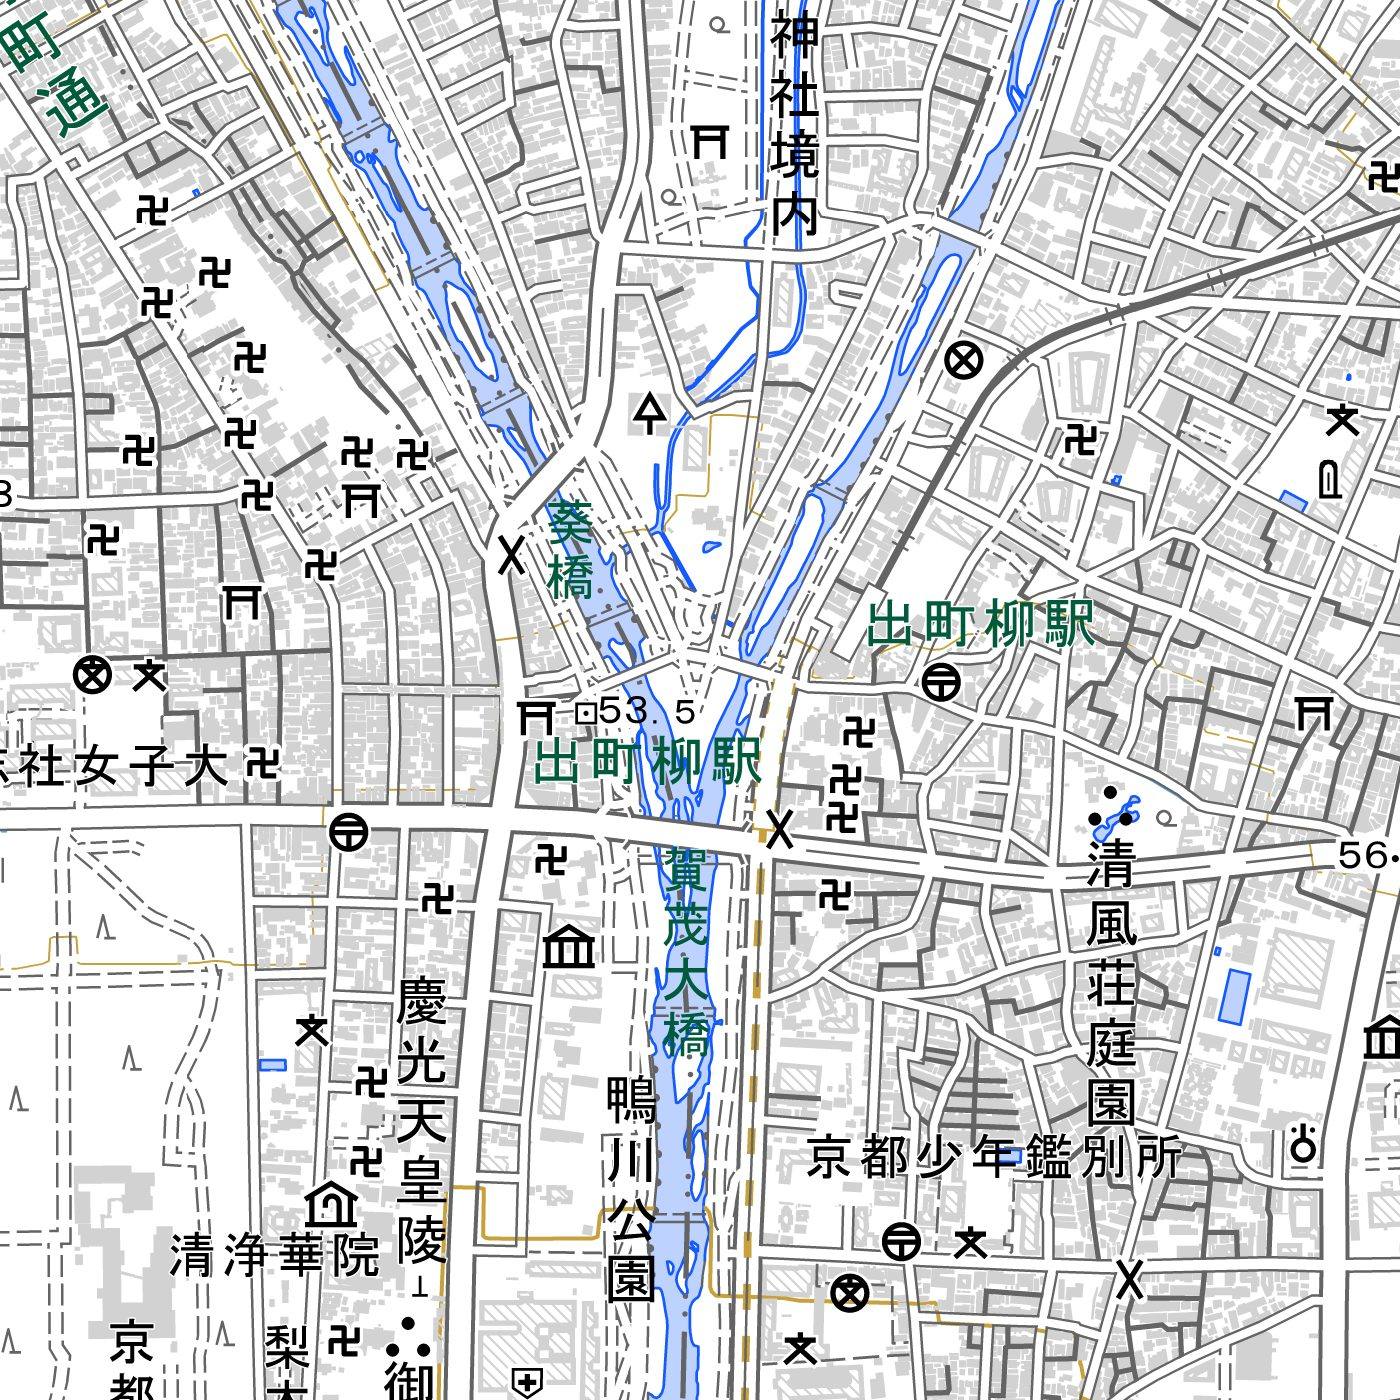 町通
神社境内
葵橋
出町柳駅
53.5
社女子大
出町柳駅
56
賀茂大橋
清風荘庭園
慶光天皇陵
鴨川公園
京都少年鑑別所
清浄華院
京都
梨木
御